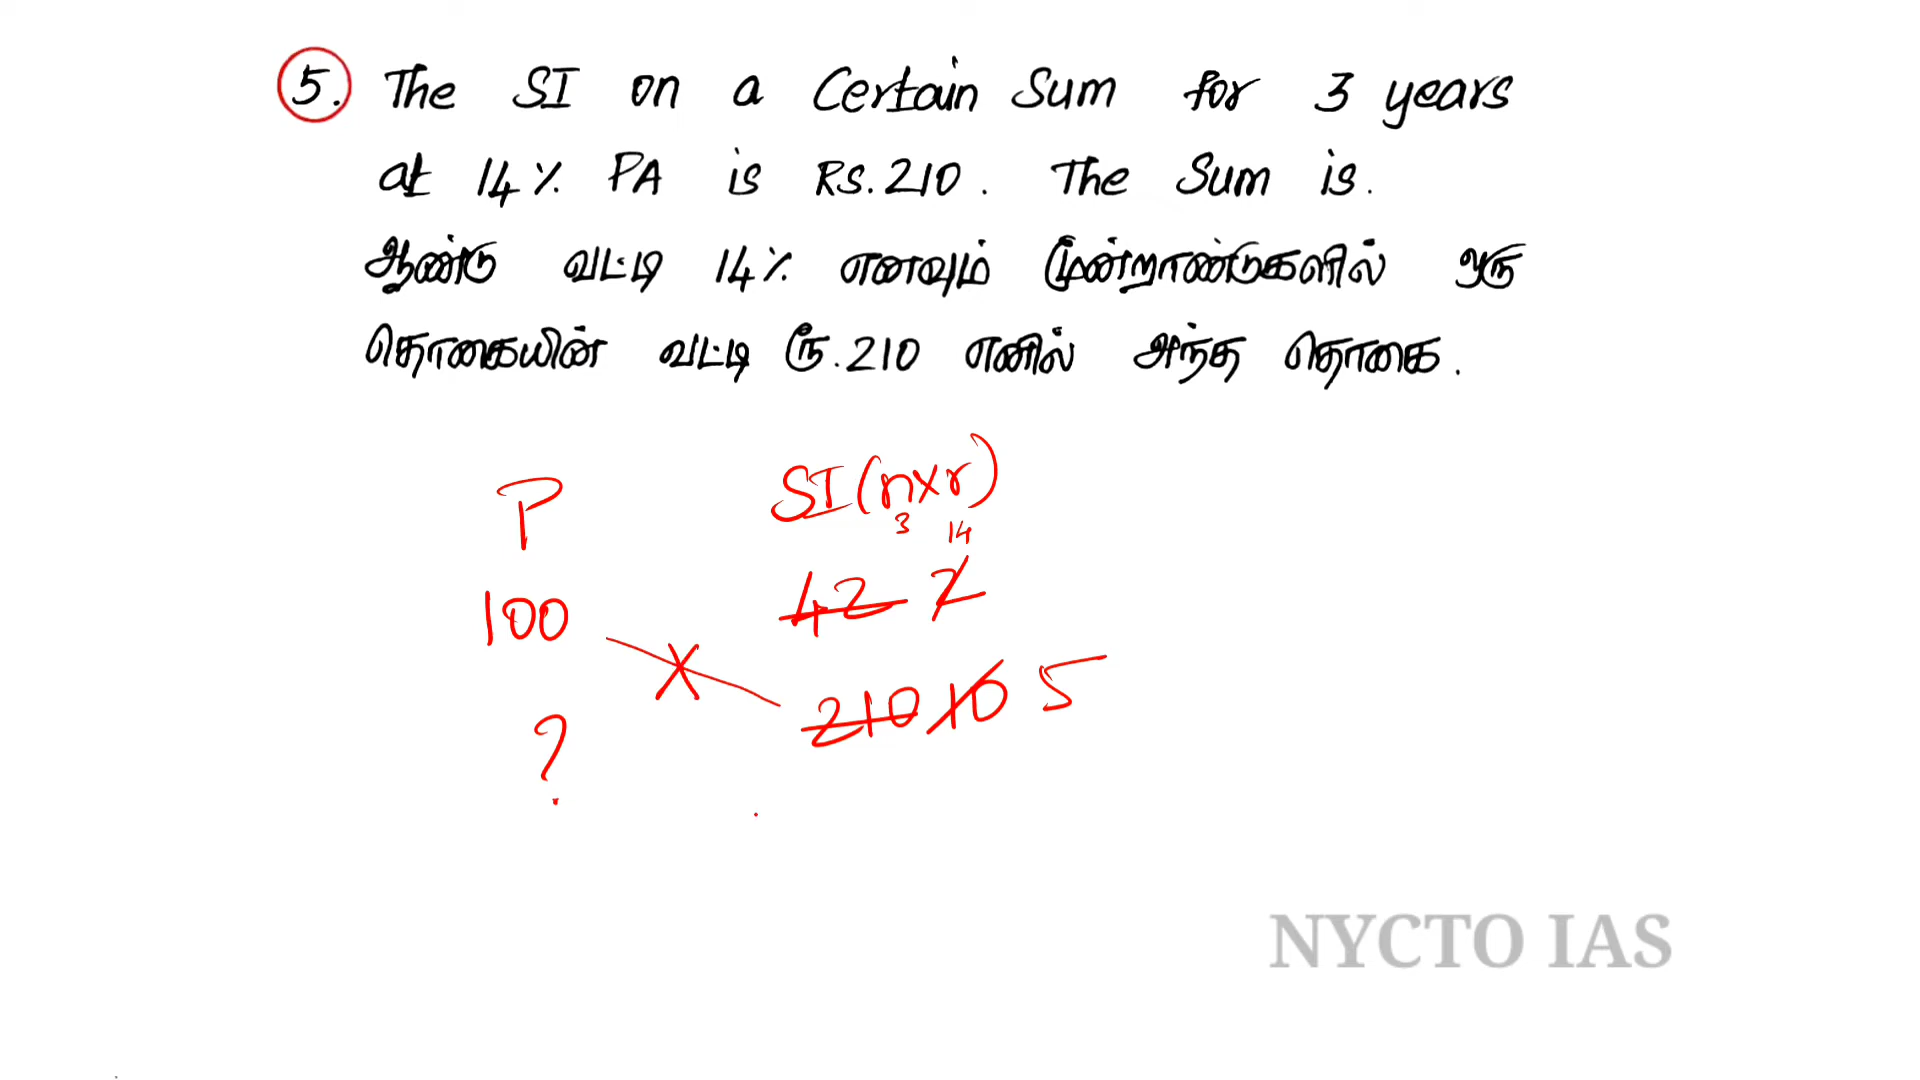 5. The SI on a Certain Sum for 3 years
at 14% PA is RS.210. The Sum is.
ஆண்டு வட்டி 14% எனவும் மூன்றாண்டுகளில் ஒரு
தொகையின் வட்டி ரூ.210 எனில் அந்த தொகை.
P SI (n×r)
3 14
100 42 2
? 210 10 5
NYCTO IAS